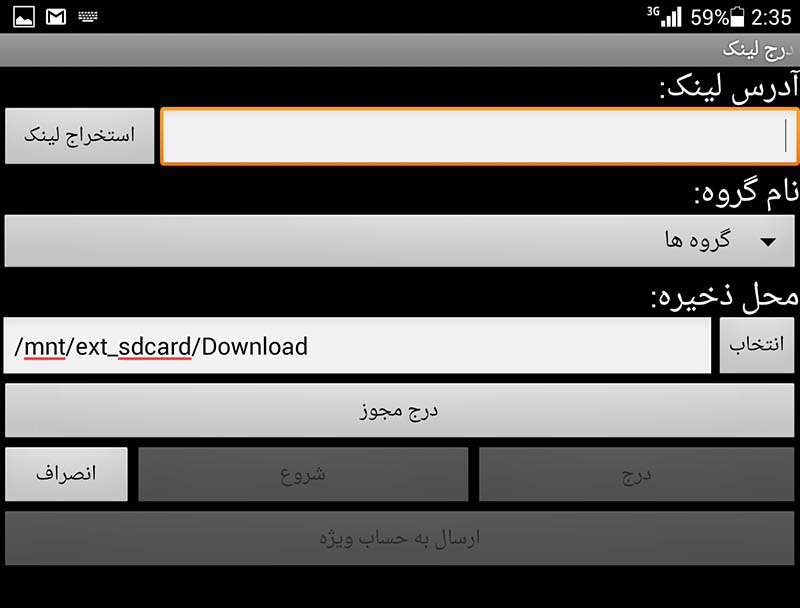 3G 59% 2:35
درج لینک
آدرس لینک:
استخراج لینک
نام گروه:
گروه ها
محل ذخیره:
انتخاب /mnt/ext_sdcard/Download
درج مجوز
درج شروع انصراف
ارسال به حساب ویژه